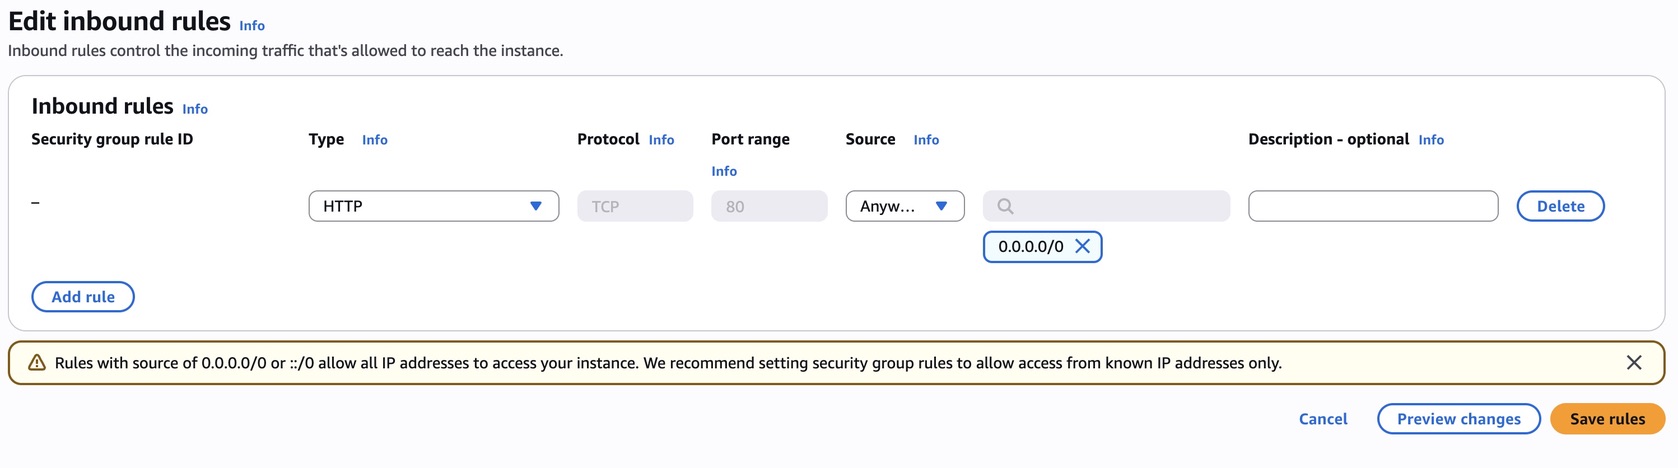 Edit inbound rules Info
Inbound rules control the incoming traffic that's allowed to reach the instance.
Inbound rules Info
Security group rule ID Type Info Protocol Info Port range Info Source Info Description - optional Info
– HTTP TCP 80 Anyw... Delete
0.0.0.0/0
Add rule
Rules with source of 0.0.0.0/0 or ::/0 allow all IP addresses to access your instance. We recommend setting security group rules to allow access from known IP addresses only.
Cancel Preview changes Save rules